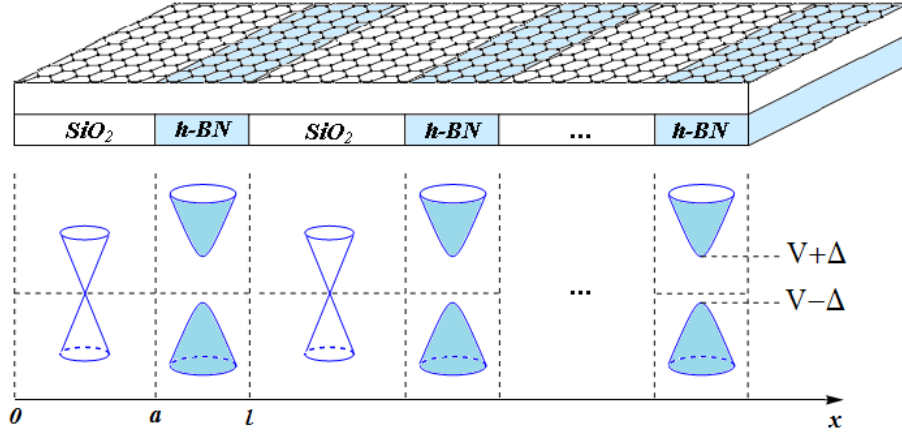 SiO₂ h-BN SiO₂ h-BN ... h-BN
V+Δ
... V−Δ
0 a l x